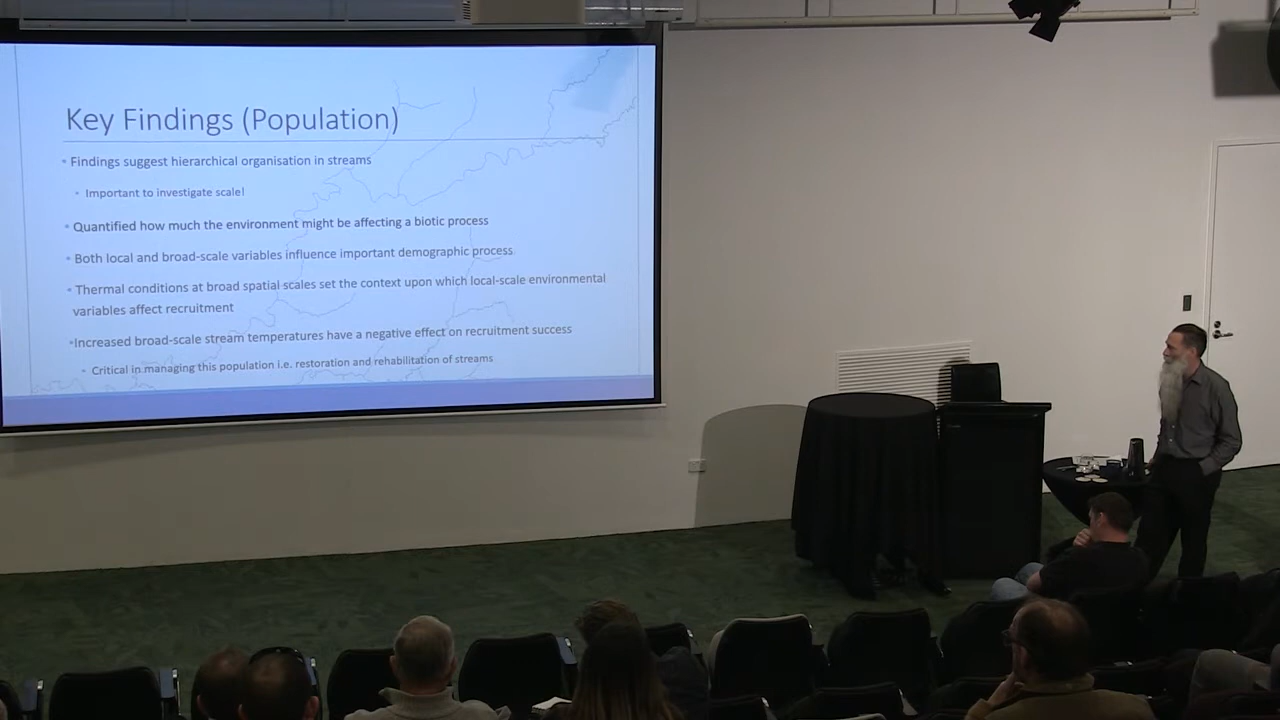 Key Findings (Population)
• Findings suggest hierarchical organisation in streams
• Important to investigate scale!
• Quantified how much the environment might be affecting a biotic process
• Both local and broad-scale variables influence important demographic process
• Thermal conditions at broad spatial scales set the context upon which local-scale environmental
variables affect recruitment
•Increased broad-scale stream temperatures have a negative effect on recruitment success
• Critical in managing this population i.e. restoration and rehabilitation of streams